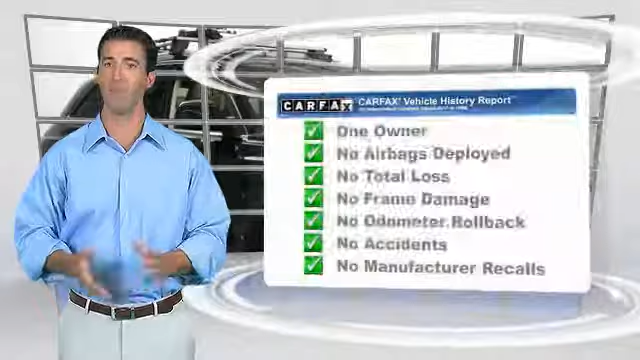 CARFAX CARFAX Vehicle History Report
One Owner
No Airbags Deployed
No Total Loss
No Frame Damage
No Odometer Rollback
No Accidents
No Manufacturer Recalls